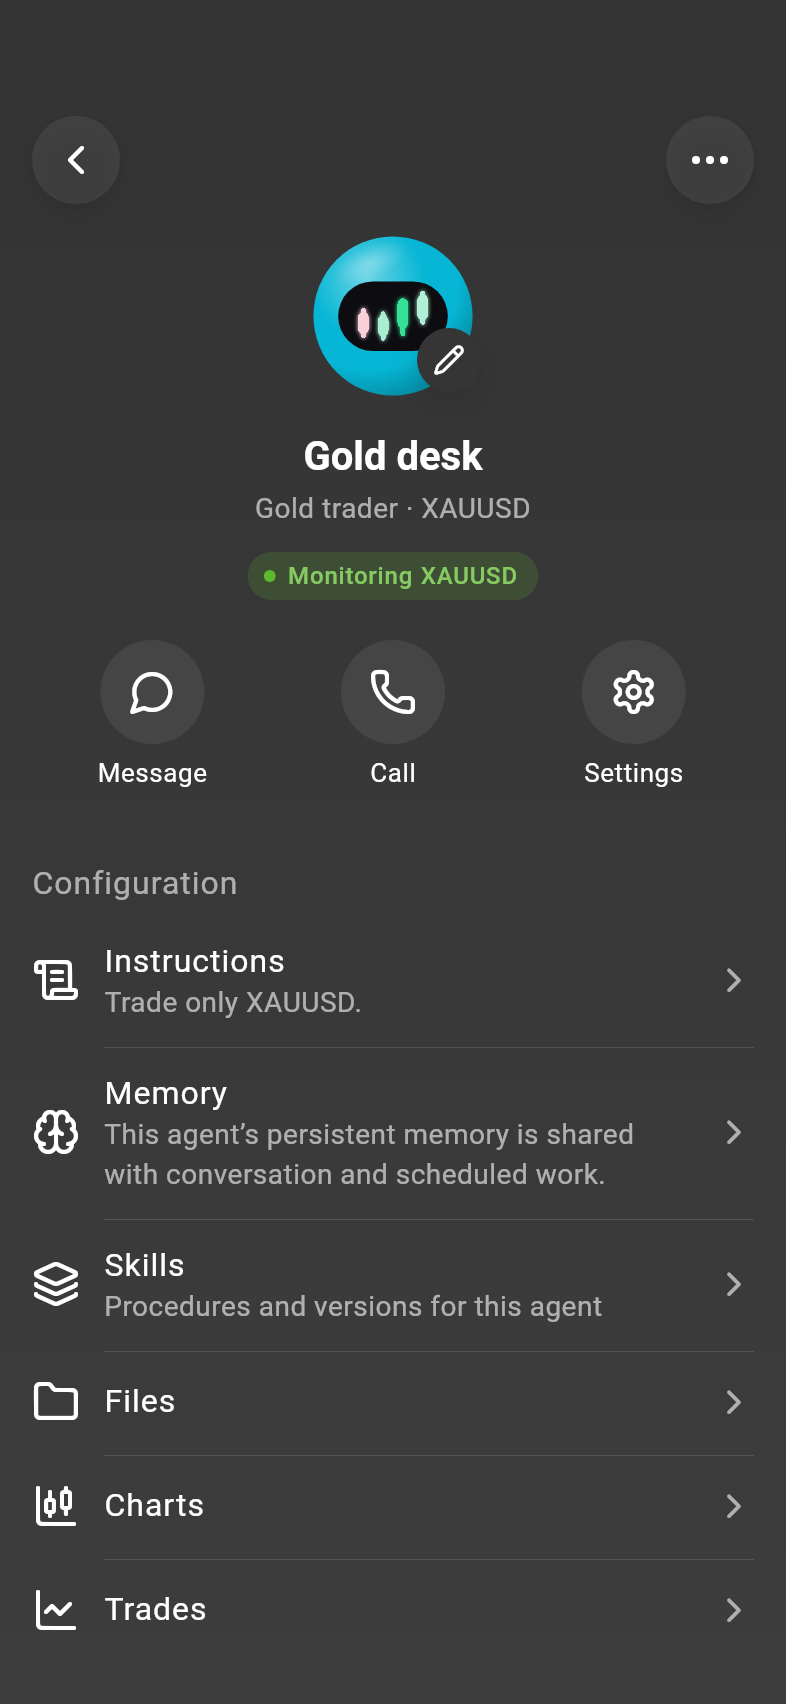 Gold desk
Gold trader · XAUUSD
Monitoring XAUUSD
Message
Call
Settings
Configuration
Instructions
Trade only XAUUSD.
Memory
This agent’s persistent memory is shared
with conversation and scheduled work.
Skills
Procedures and versions for this agent
Files
Charts
Trades